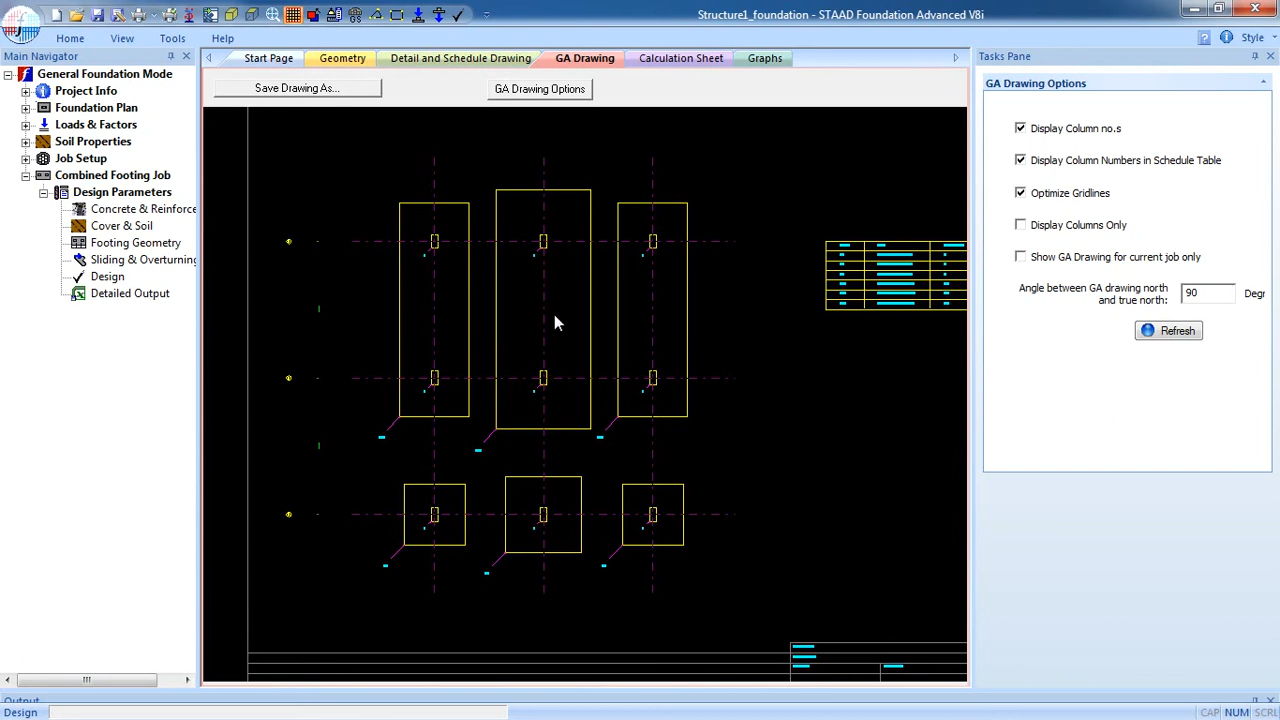 Structure1_foundation - STAAD Foundation Advanced V8i
Home View Tools Help
Style
Main Navigator
Start Page Geometry Detail and Schedule Drawing GA Drawing Calculation Sheet Graphs
Tasks Pane
General Foundation Mode
Project Info
Foundation Plan
Loads & Factors
Soil Properties
Job Setup
Combined Footing Job
Design Parameters
Concrete & Reinforce
Cover & Soil
Footing Geometry
Sliding & Overturning
Design
Detailed Output
Save Drawing As...
GA Drawing Options
GA Drawing Options
Display Column no.s
Display Column Numbers in Schedule Table
Optimize Gridlines
Display Columns Only
Show GA Drawing for current job only
Angle between GA drawing north and true north:
90
Degr
Refresh
Output
Design
CAP NUM SCRL